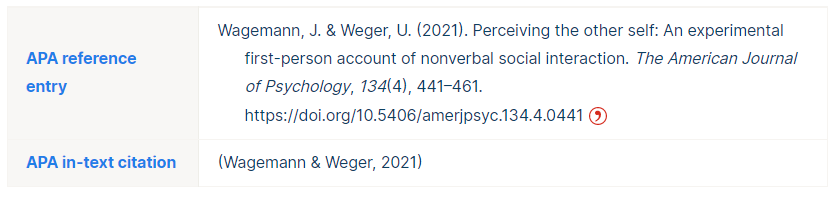 APA reference entry
Wagemann, J. & Weger, U. (2021). Perceiving the other self: An experimental
first-person account of nonverbal social interaction. The American Journal
of Psychology, 134(4), 441–461.
https://doi.org/10.5406/amerjpsyc.134.4.0441
APA in-text citation
(Wagemann & Weger, 2021)